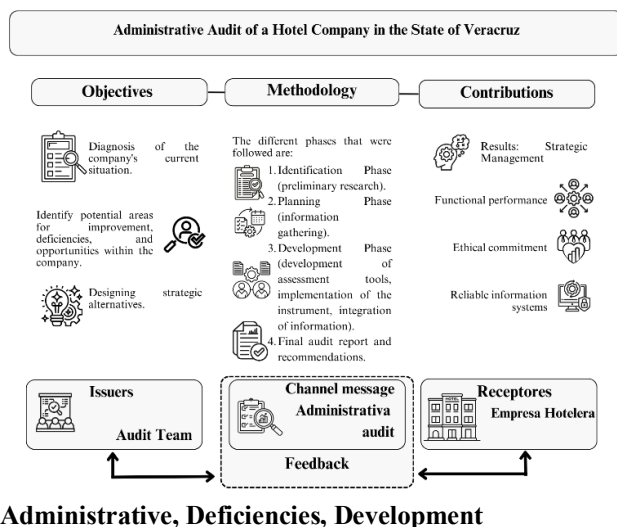 Administrative Audit of a Hotel Company in the State of Veracruz
Objectives
Methodology
Contributions
Diagnosis of the
company's current
situation.
Identify potential areas
for improvement,
deficiencies, and
opportunities within the
company.
Designing strategic
alternatives.
The different phases that were
followed are:
1. Identification Phase
(preliminary research).
2. Planning Phase
(information
gathering).
3. Development Phase
(development of
assessment tools,
implementation of the
instrument, integration
of information).
4. Final audit report and
recommendations.
Results: Strategic
Management
Functional performance
Ethical commitment
Reliable information
systems
Issuers
Audit Team
Channel message
Administrativa
audit
Feedback
Receptores
HOTEL
Empresa Hotelera
Administrative, Deficiencies, Development